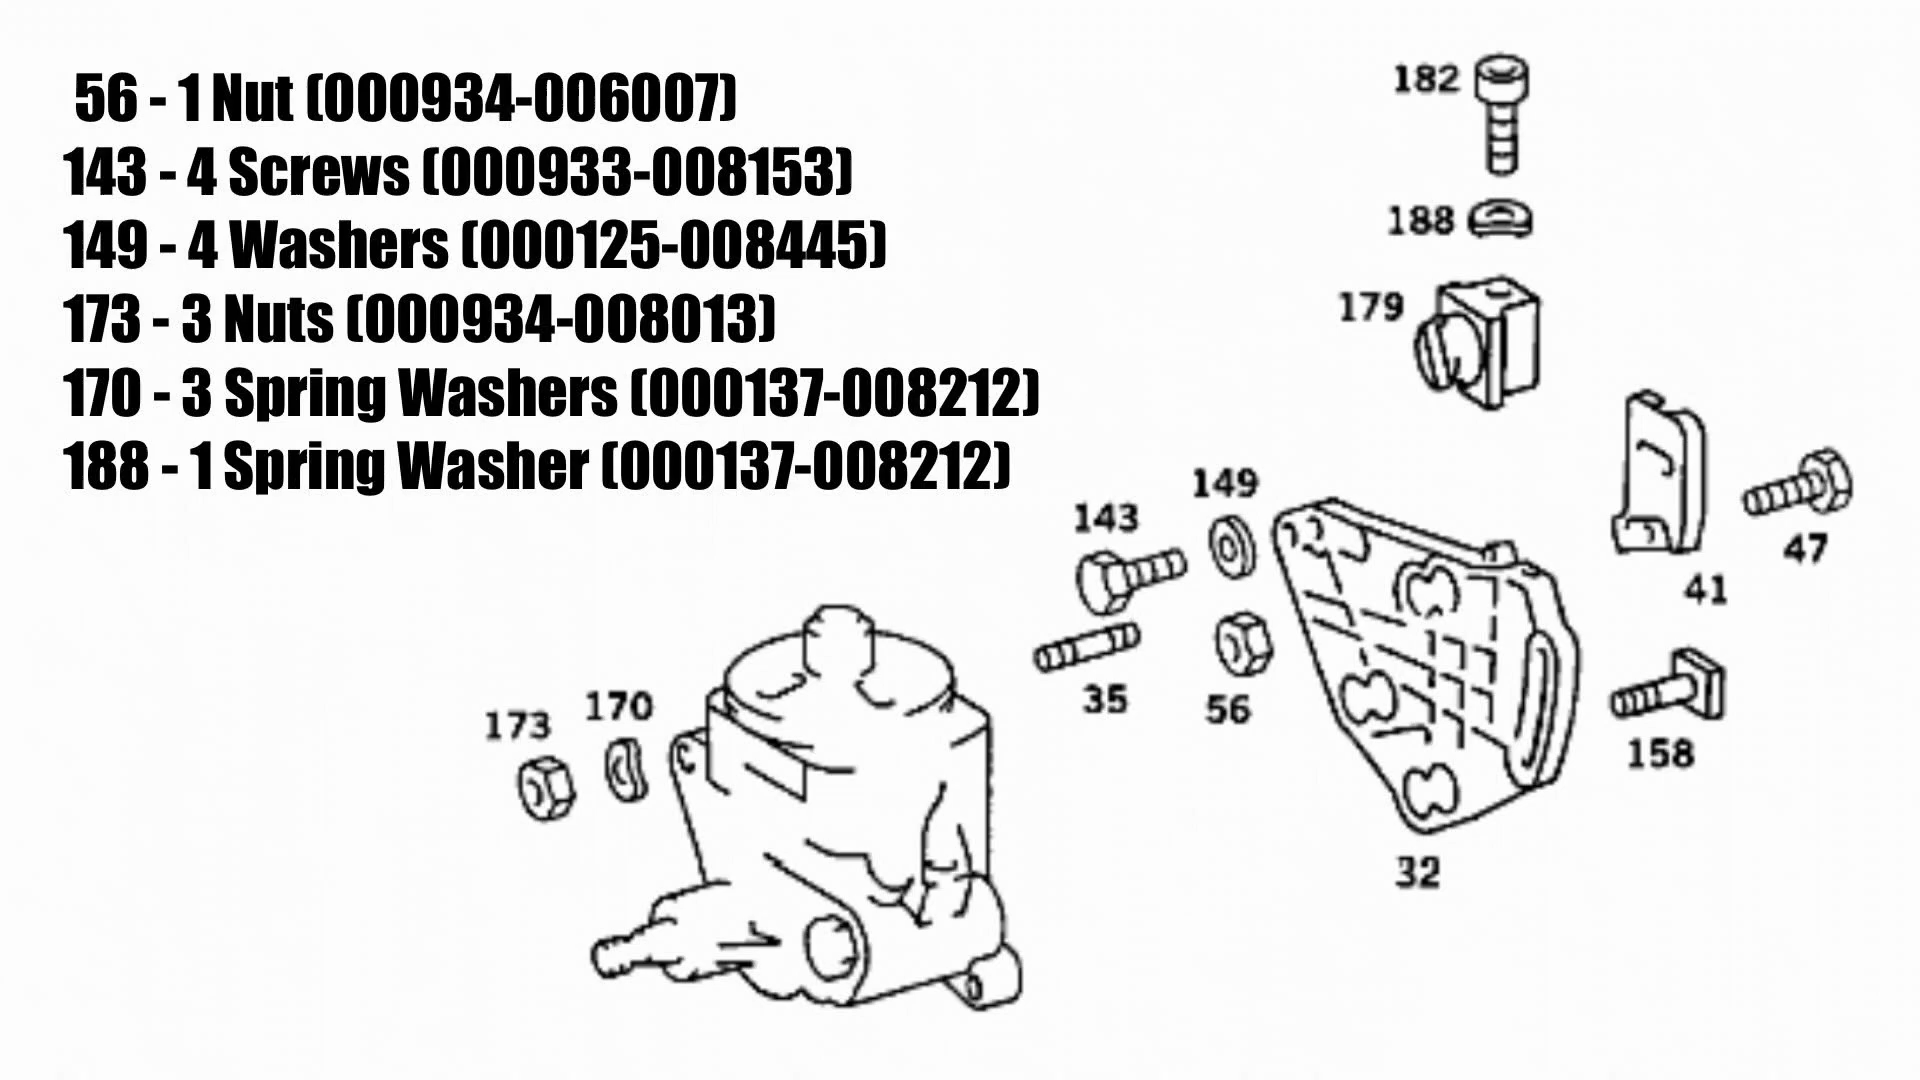 56 - 1 Nut (000934-006007)
143 - 4 Screws (000933-008153)
149 - 4 Washers (000125-008445)
173 - 3 Nuts (000934-008013)
170 - 3 Spring Washers (000137-008212)
188 - 1 Spring Washer (000137-008212)
182
188
179
149
143
47
41
35
56
170
173
158
32